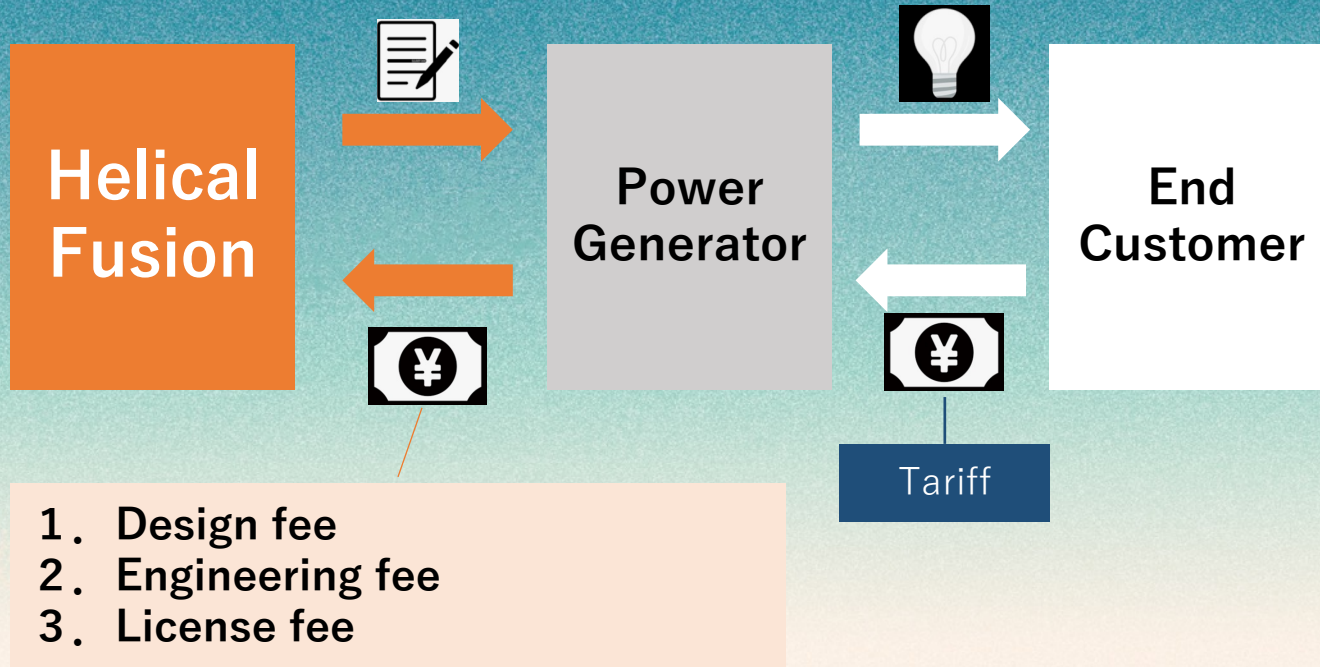 Helical
Fusion
Power
Generator
End
Customer
¥
¥
Tariff
1. Design fee
2. Engineering fee
3. License fee